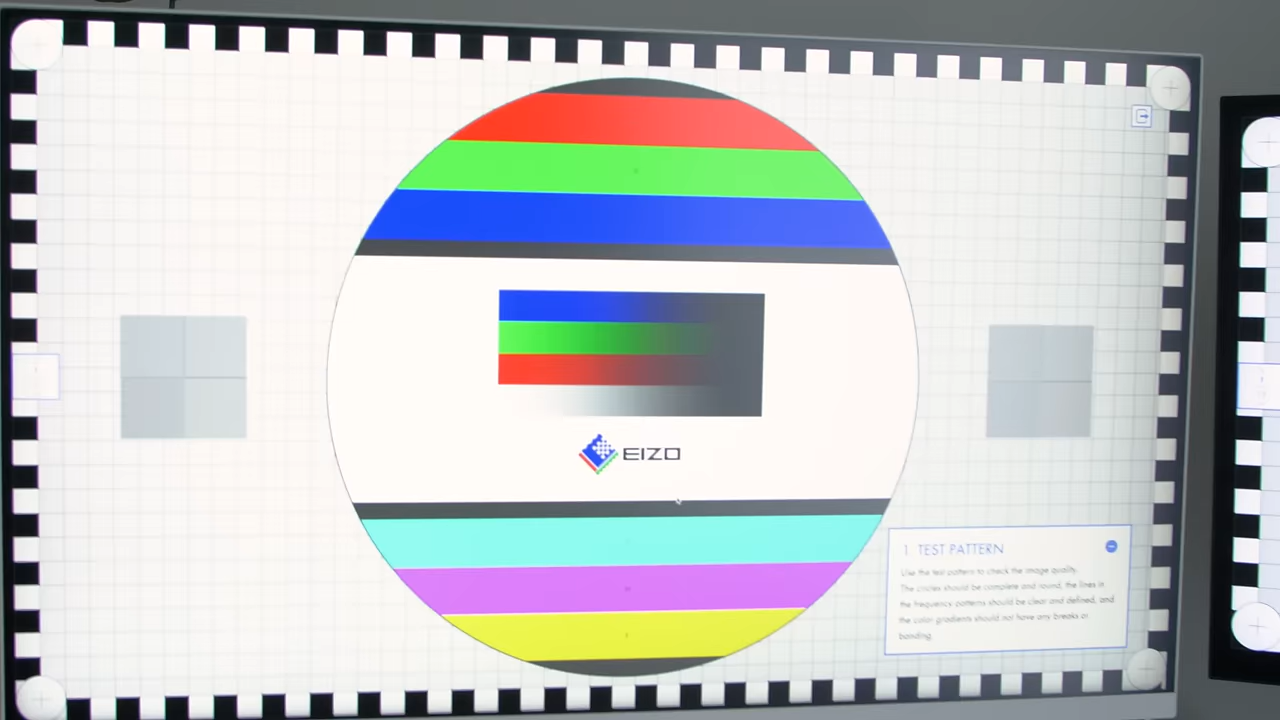 EIZO
1 TEST PATTERN
Use the test pattern to check the image quality.
The circles should be complete and round, the lines in
the frequency patterns should be clear and defined, and
the color gradients should not have any breaks or
banding.